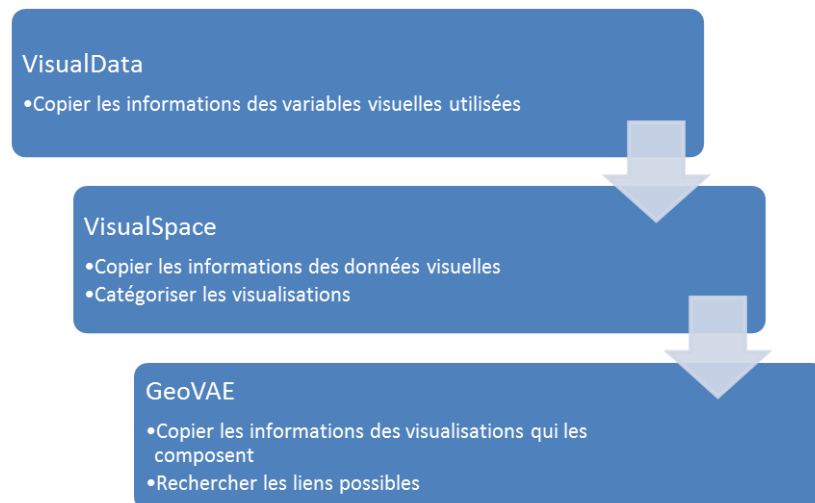 VisualData
•Copier les informations des variables visuelles utilisées
VisualSpace
•Copier les informations des données visuelles
•Catégoriser les visualisations
GeoVAE
•Copier les informations des visualisations qui les
composent
•Rechercher les liens possibles